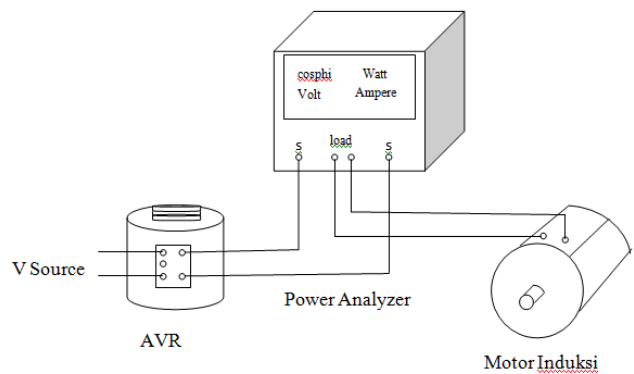 cosphi Watt
Volt Ampere
S load S
V Source
Power Analyzer
AVR
Motor Induksi